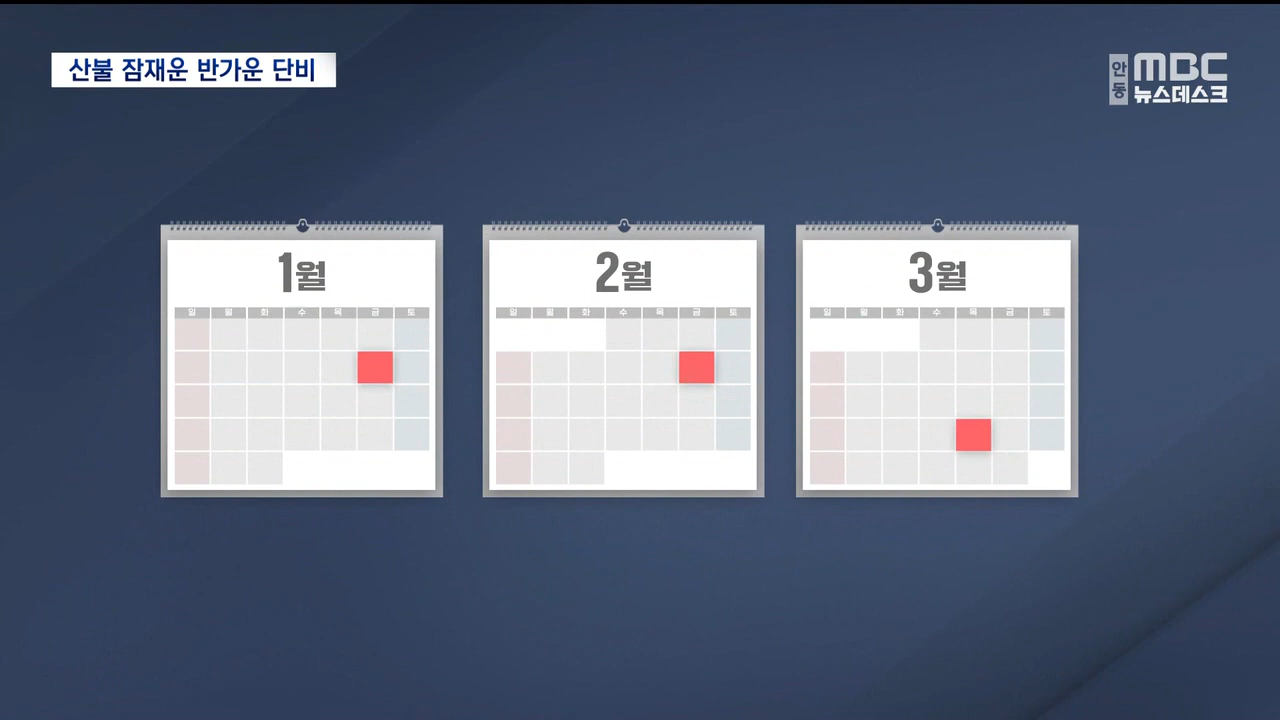 산불 잠재운 반가운 단비
안동
MBC
뉴스데스크
1월
2월
3월
일 월 화 수 목 금 토
일 월 화 수 목 금 토
일 월 화 수 목 금 토